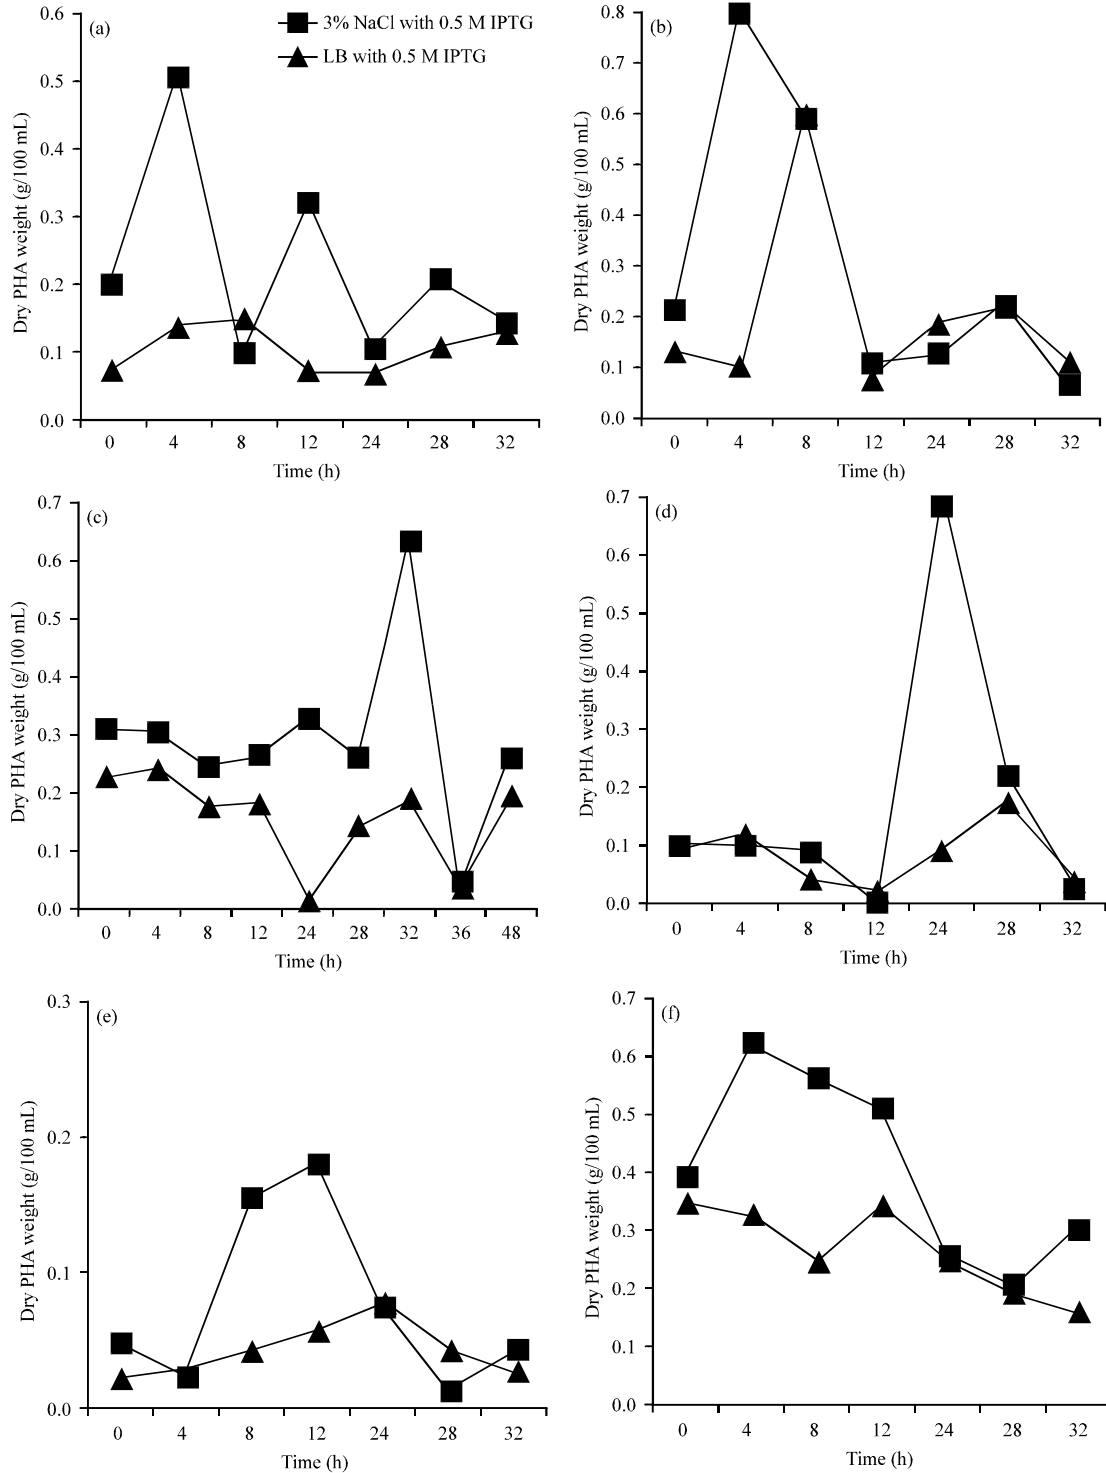 (a)
3% NaCl with 0.5 M IPTG
LB with 0.5 M IPTG
0.6
0.5
0.4
0.3
0.2
0.1
0.0
Dry PHA weight (g/100 mL)
0 4 8 12 24 28 32
Time (h)
(b)
0.8
0.7
0.6
0.5
0.4
0.3
0.2
0.1
0.0
Dry PHA weight (g/100 mL)
0 4 8 12 24 28 32
Time (h)
(c)
0.7
0.6
0.5
0.4
0.3
0.2
0.1
0.0
Dry PHA weight (g/100 mL)
0 4 8 12 24 28 32 36 48
Time (h)
(d)
0.7
0.6
0.5
0.4
0.3
0.2
0.1
0.0
Dry PHA weight (g/100 mL)
0 4 8 12 24 28 32
Time (h)
(e)
0.3
0.2
0.1
0.0
Dry PHA weight (g/100 mL)
0 4 8 12 24 28 32
Time (h)
(f)
0.7
0.6
0.5
0.4
0.3
0.2
0.1
0.0
Dry PHA weight (g/100 mL)
0 4 8 12 24 28 32
Time (h)